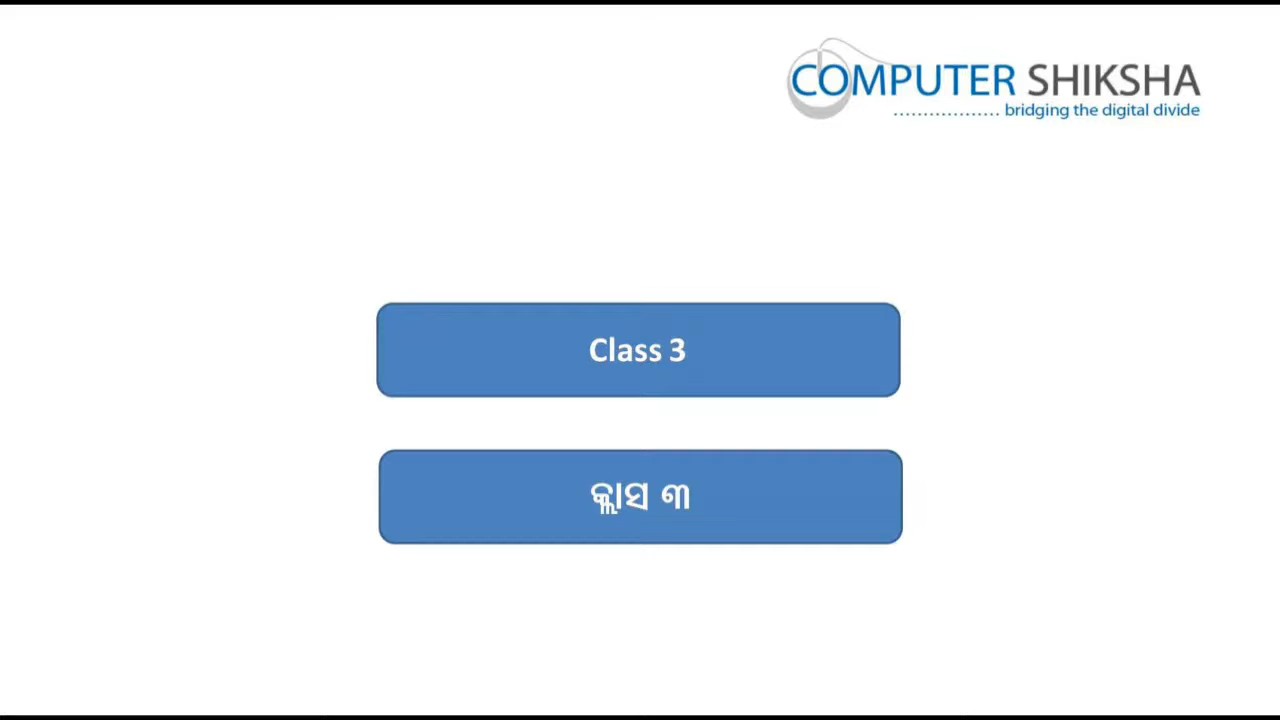 COMPUTER SHIKSHA
.................. bridging the digital divide
Class 3
କ୍ଲାସ ୩